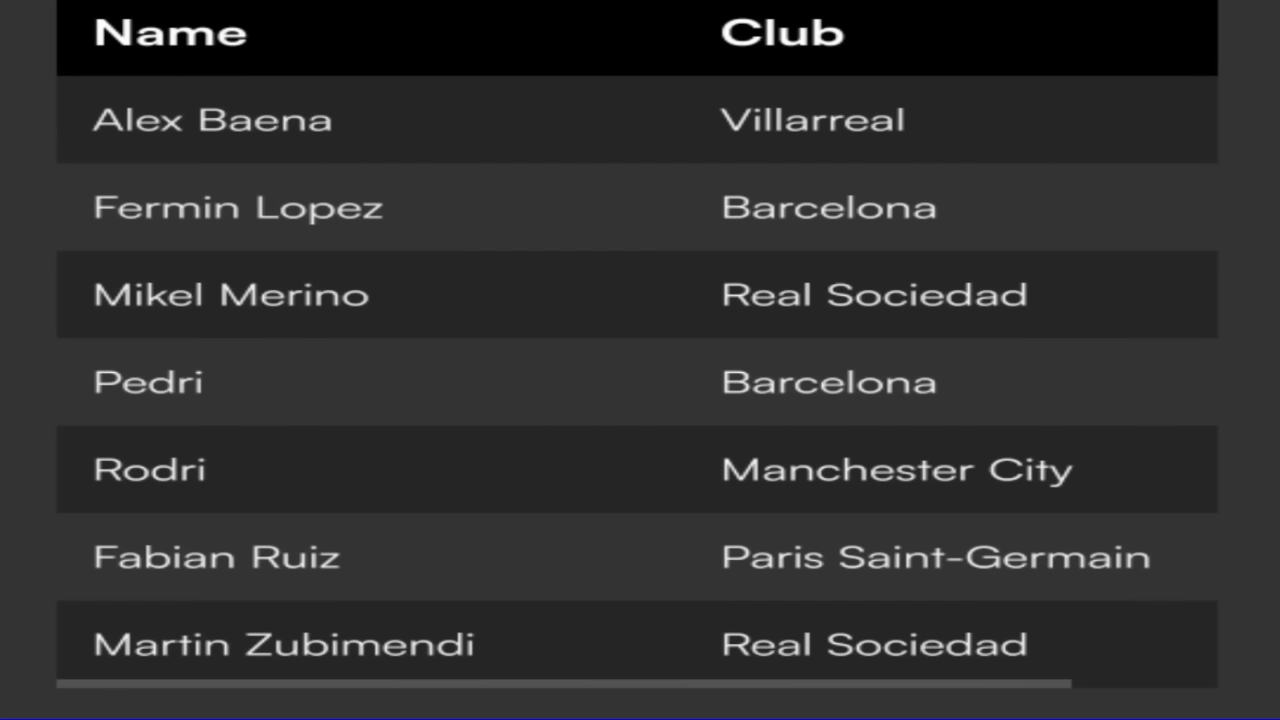 Name Club
Alex Baena Villarreal
Fermin Lopez Barcelona
Mikel Merino Real Sociedad
Pedri Barcelona
Rodri Manchester City
Fabian Ruiz Paris Saint-Germain
Martin Zubimendi Real Sociedad